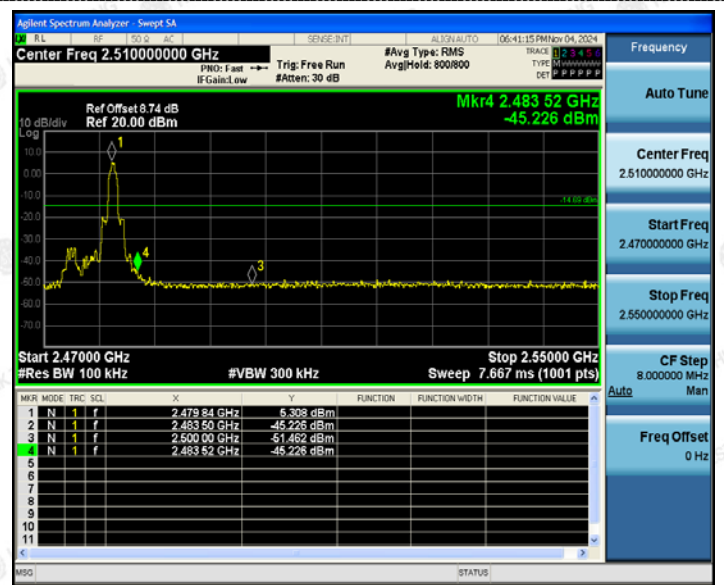 Agilent Spectrum Analyzer - Swept SA
RL RF 50 Ω AC SENSE:INT ALIGN AUTO 06:41:15 PM Nov 04, 2024
Center Freq 2.510000000 GHz
PNO: Fast
IFGain:Low
Trig: Free Run
#Atten: 30 dB
#Avg Type: RMS
Avg|Hold: 800/800
TRACE 1 2 3 4 5 6
TYPE M WWWWW
DET P P P P P P
Ref Offset 8.74 dB
Ref 20.00 dBm
10 dB/div
Log
Mkr4 2.483 52 GHz
-45.226 dBm
10.0
0.00
-10.0
-20.0
-30.0
-40.0
-50.0
-60.0
-70.0
1
4
3
-14.69 dBm
Start 2.47000 GHz Stop 2.55000 GHz
#Res BW 100 kHz #VBW 300 kHz Sweep 7.667 ms (1001 pts)
MKR MODE TRC SCL X Y FUNCTION FUNCTION WIDTH FUNCTION VALUE
1 N 1 f 2.479 84 GHz 5.308 dBm
2 N 1 f 2.483 50 GHz -45.226 dBm
3 N 1 f 2.500 00 GHz -51.462 dBm
4 N 1 f 2.483 52 GHz -45.226 dBm
5
6
7
8
9
10
11
MSG STATUS
Frequency
Auto Tune
Center Freq
2.510000000 GHz
Start Freq
2.470000000 GHz
Stop Freq
2.550000000 GHz
CF Step
8.000000 MHz
Auto Man
Freq Offset
0 Hz